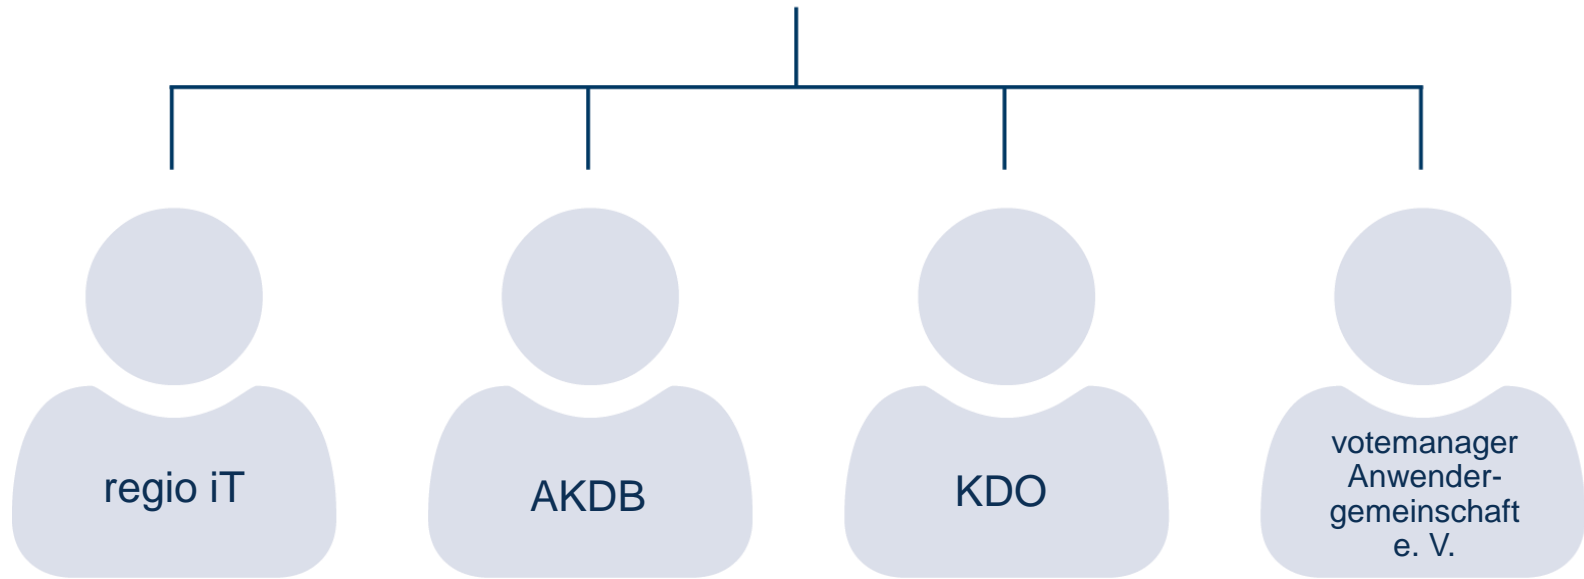 regio iT
AKDB
KDO
votemanager
Anwender-
gemeinschaft
e. V.